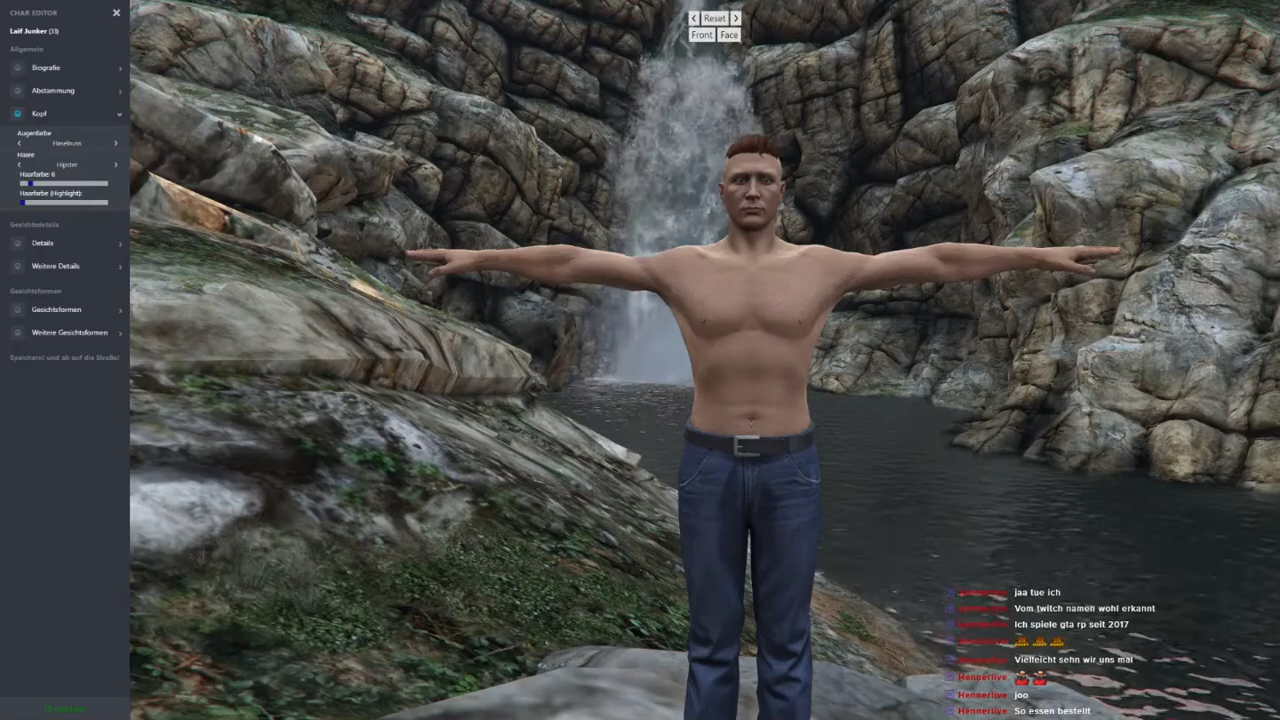 CHAR EDITOR
Laif Junker (33)
Allgemein
Biografie
Abstammung
Kopf
Augenfarbe
Haselnuss
Haare
Hipster
Haarfarbe: 6
Haarfarbe (Highlight):
Gesichtsdetails
Details
Weitere Details
Gesichtsformen
Gesichtsformen
Weitere Gesichtsformen
Speichern! und ab auf die Straße!
Reset
Front Face
jaa tue ich
Vom twitch namen wohl erkannt
Ich spiele gta rp seit 2017
Vielleicht sehn wir uns mal
Hennerlive
Hennerlive joo
Hennerlive So essen bestellt